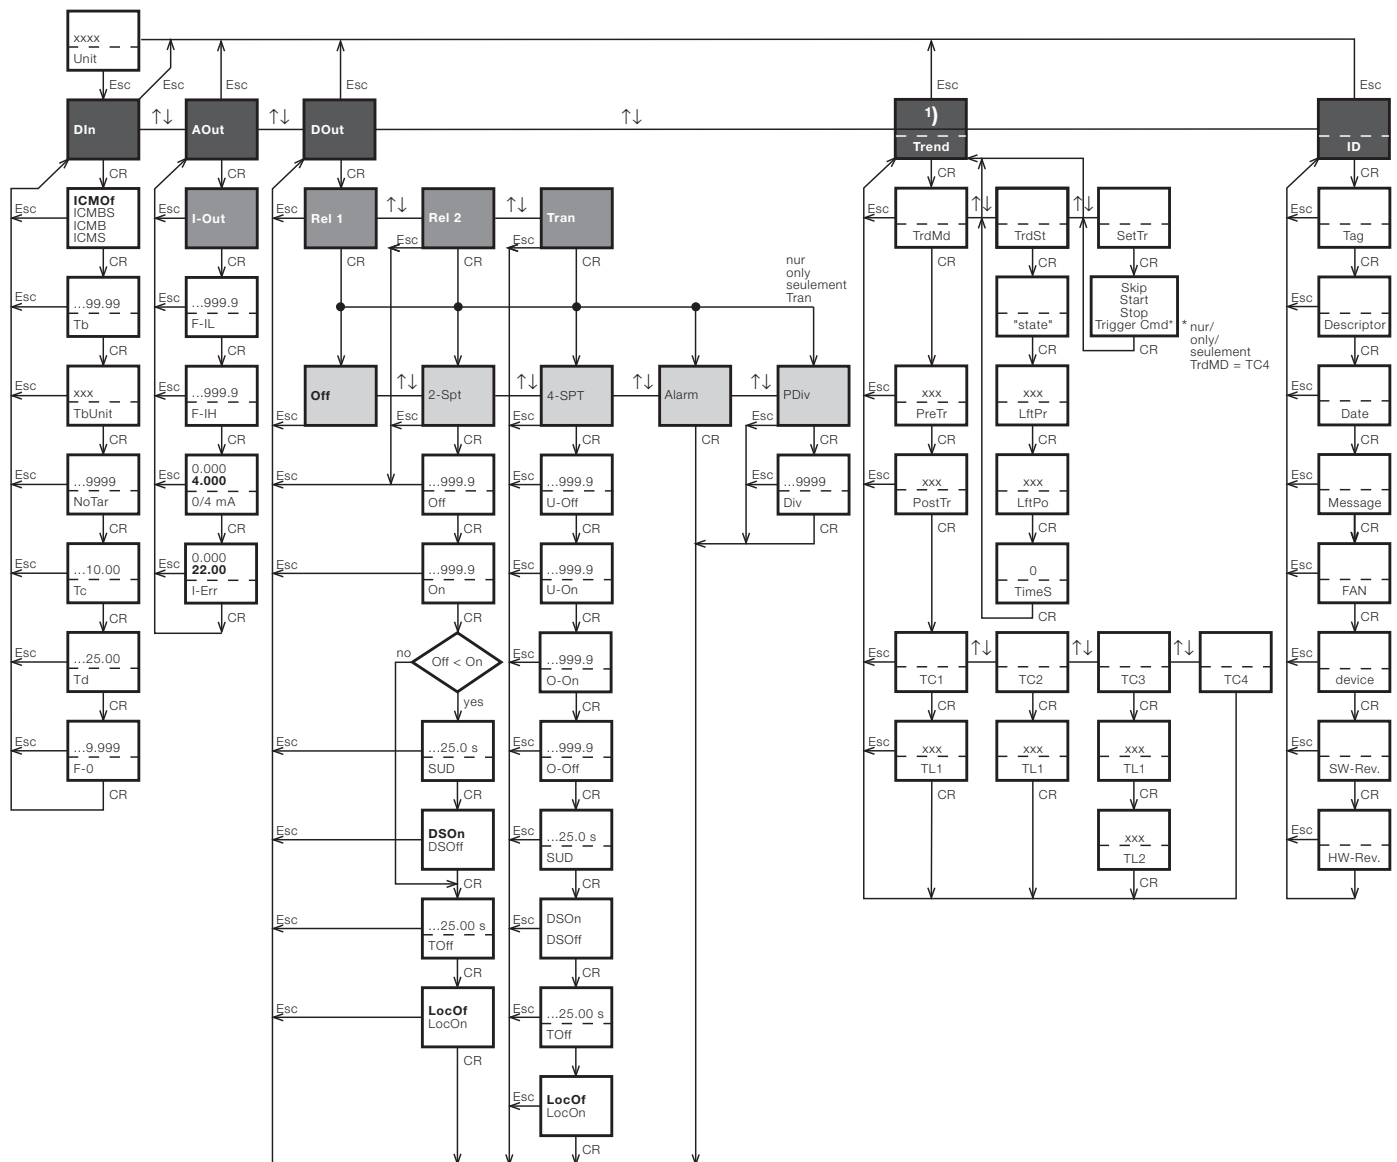 xxxx
Unit
Esc
Esc
Esc
Esc
Esc
Esc
DIn
↑↓
AOut
↑↓
DOut
↑↓
1)
Trend
ID
CR
CR
CR
CR
CR
ICMOf
ICMBS
ICMB
ICMS
Esc
CR
...99.99
Tb
Esc
CR
xxx
TbUnit
Esc
CR
...9999
NoTar
Esc
CR
...10.00
Tc
Esc
CR
...25.00
Td
Esc
CR
...9.999
F-0
Esc
CR
I-Out
Esc
CR
...999.9
F-IL
Esc
CR
...999.9
F-IH
Esc
CR
0.000
4.000
0/4 mA
Esc
CR
0.000
22.00
I-Err
Esc
CR
Esc
Rel 1
↑↓
Rel 2
↑↓
Tran
Esc
Esc
CR
CR
CR
nur
only
seulement
Tran
Off
↑↓
2-Spt
↑↓
4-SPT
↑↓
Alarm
↑↓
PDiv
Esc
Esc
Esc
Esc
CR
CR
CR
CR
Esc
...999.9
Off
CR
Esc
...999.9
On
CR
no
Off < On
yes
Esc
...25.0 s
SUD
CR
Esc
DSOn
DSOff
CR
Esc
...25.00 s
TOff
CR
Esc
LocOf
LocOn
CR
Esc
...999.9
U-Off
CR
Esc
...999.9
U-On
CR
Esc
...999.9
O-On
CR
Esc
...999.9
O-Off
CR
Esc
...25.0 s
SUD
CR
Esc
DSOn
DSOff
CR
Esc
...25.00 s
TOff
CR
Esc
LocOf
LocOn
CR
Esc
...9999
Div
CR
Esc
TrdMd
↑↓
TrdSt
↑↓
SetTr
CR
CR
CR
"state"
CR
Skip
Start
Stop
Trigger Cmd*
CR
* nur/
only/
seulement
TrdMD = TC4
Esc
xxx
PreTr
CR
xxx
LftPr
CR
Esc
xxx
PostTr
CR
xxx
LftPo
CR
0
TimeS
CR
Esc
TC1
↑↓
TC2
↑↓
TC3
↑↓
TC4
CR
CR
CR
Esc
xxx
TL1
xxx
TL1
xxx
TL1
CR
CR
CR
xxx
TL2
CR
Esc
Tag
CR
Esc
Descriptor
CR
Esc
Date
CR
Esc
Message
CR
Esc
FAN
CR
Esc
device
CR
Esc
SW-Rev.
CR
Esc
HW-Rev.